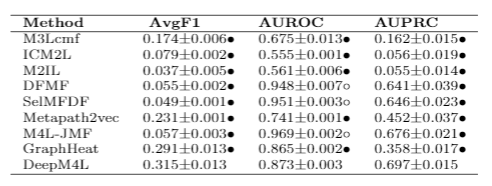 Method AvgF1 AUROC AUPRC
M3Lcmf 0.174±0.006● 0.675±0.013● 0.162±0.015●
ICM2L 0.079±0.002● 0.555±0.001● 0.056±0.019●
M2IL 0.037±0.005● 0.561±0.006● 0.055±0.014●
DFMF 0.055±0.002● 0.948±0.007○ 0.641±0.039●
SelMFDF 0.049±0.001● 0.951±0.003○ 0.646±0.023●
Metapath2vec 0.231±0.001● 0.741±0.001● 0.452±0.037●
M4L-JMF 0.057±0.003● 0.969±0.002○ 0.676±0.021●
GraphHeat 0.291±0.013● 0.865±0.002● 0.358±0.017●
DeepM4L 0.315±0.013 0.873±0.003 0.697±0.015